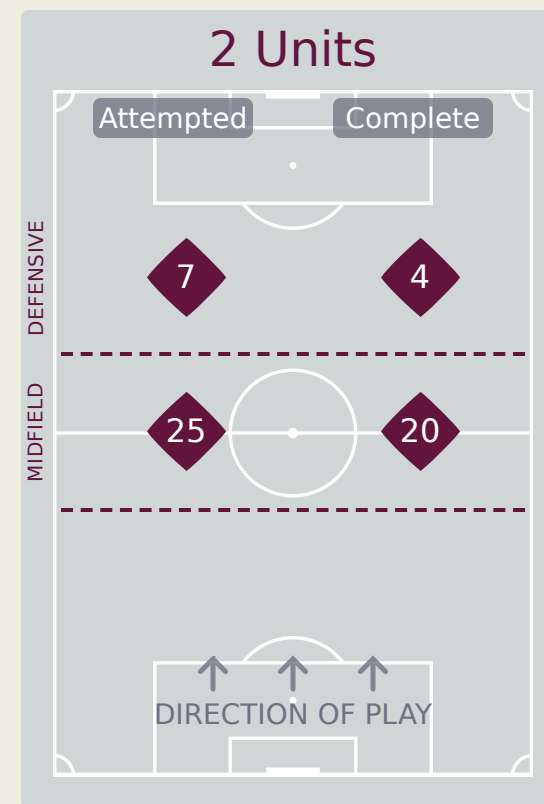 2 Units
Attempted Complete
DEFENSIVE
7 4
MIDFIELD
25 20
DIRECTION OF PLAY